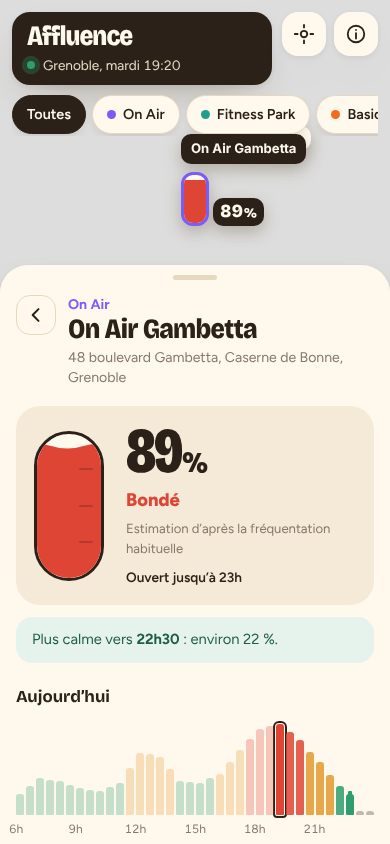 Affluence
Grenoble, mardi 19:20
Toutes
On Air
Fitness Park
Basic
On Air Gambetta
89%
On Air
On Air Gambetta
48 boulevard Gambetta, Caserne de Bonne,
Grenoble
89%
Bondé
Estimation d’après la fréquentation
habituelle
Ouvert jusqu’à 23h
Plus calme vers 22h30 : environ 22 %.
Aujourd’hui
6h 9h 12h 15h 18h 21h